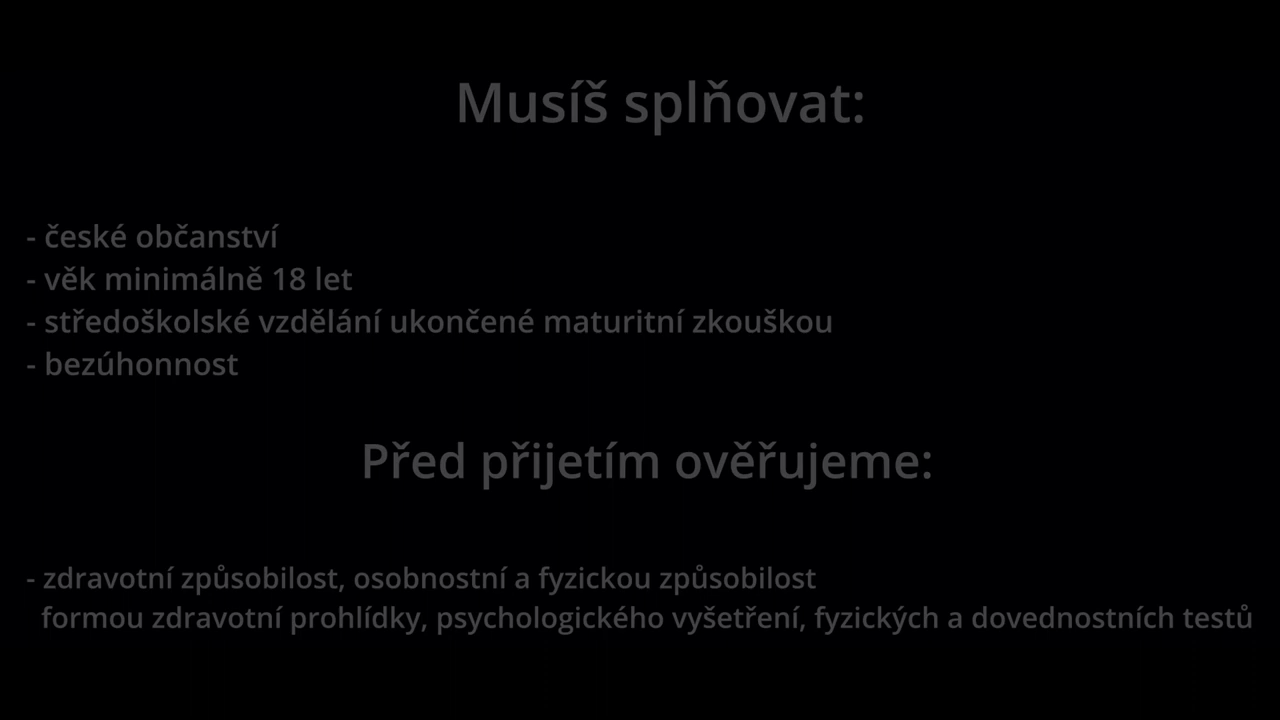 Musíš splňovat:
- české občanství
- věk minimálně 18 let
- středoškolské vzdělání ukončené maturitní zkouškou
- bezúhonnost
Před přijetím ověřujeme:
- zdravotní způsobilost, osobnostní a fyzickou způsobilost
formou zdravotní prohlídky, psychologického vyšetření, fyzických a dovednostních testů